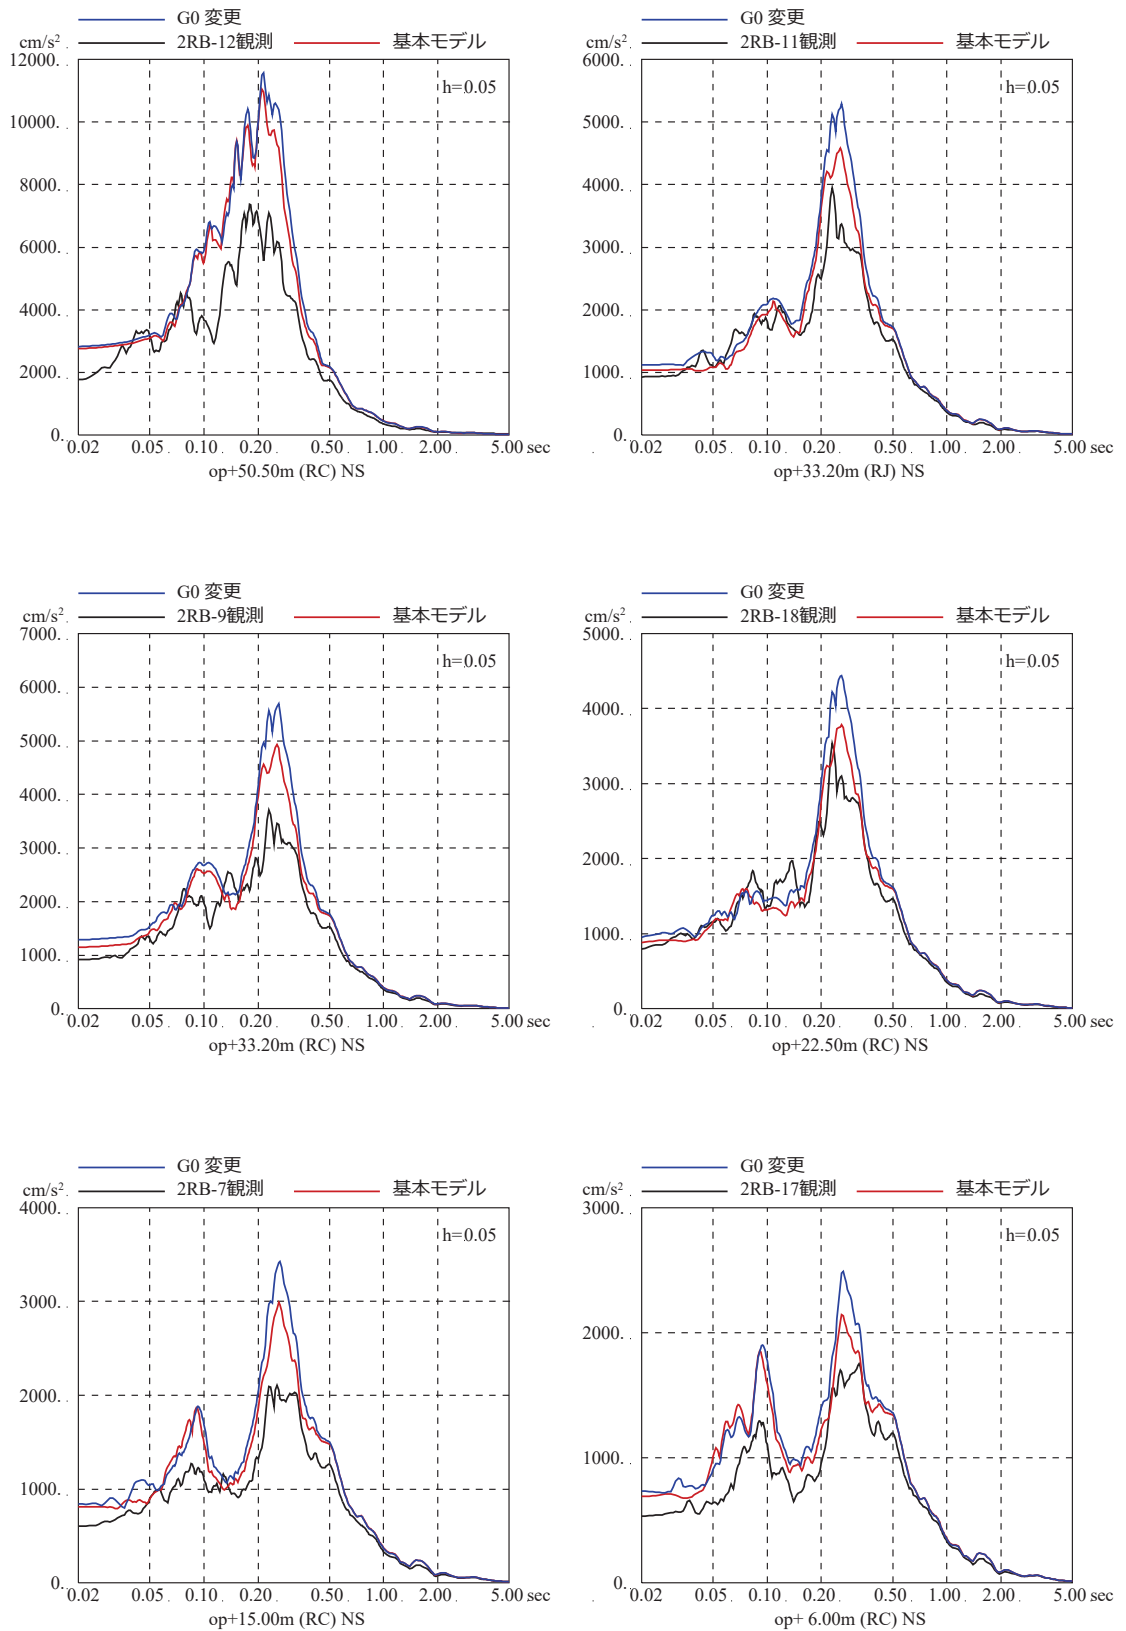 G0 変更
cm/s² 2RB-12観測 基本モデル
12000.
h=0.05
10000.
8000.
6000.
4000.
2000.
0.
0.02 0.05 0.10 0.20 0.50 1.00 2.00 5.00 sec
op+50.50m (RC) NS
G0 変更
cm/s² 2RB-11観測 基本モデル
6000.
h=0.05
5000.
4000.
3000.
2000.
1000.
0.
0.02 0.05 0.10 0.20 0.50 1.00 2.00 5.00 sec
op+33.20m (RJ) NS
G0 変更
cm/s² 2RB-9観測 基本モデル
7000.
h=0.05
6000.
5000.
4000.
3000.
2000.
1000.
0.
0.02 0.05 0.10 0.20 0.50 1.00 2.00 5.00 sec
op+33.20m (RC) NS
G0 変更
cm/s² 2RB-18観測 基本モデル
5000.
h=0.05
4000.
3000.
2000.
1000.
0.
0.02 0.05 0.10 0.20 0.50 1.00 2.00 5.00 sec
op+22.50m (RC) NS
G0 変更
cm/s² 2RB-7観測 基本モデル
4000.
h=0.05
3000.
2000.
1000.
0.
0.02 0.05 0.10 0.20 0.50 1.00 2.00 5.00 sec
op+15.00m (RC) NS
G0 変更
cm/s² 2RB-17観測 基本モデル
3000.
h=0.05
2000.
1000.
0.
0.02 0.05 0.10 0.20 0.50 1.00 2.00 5.00 sec
op+ 6.00m (RC) NS